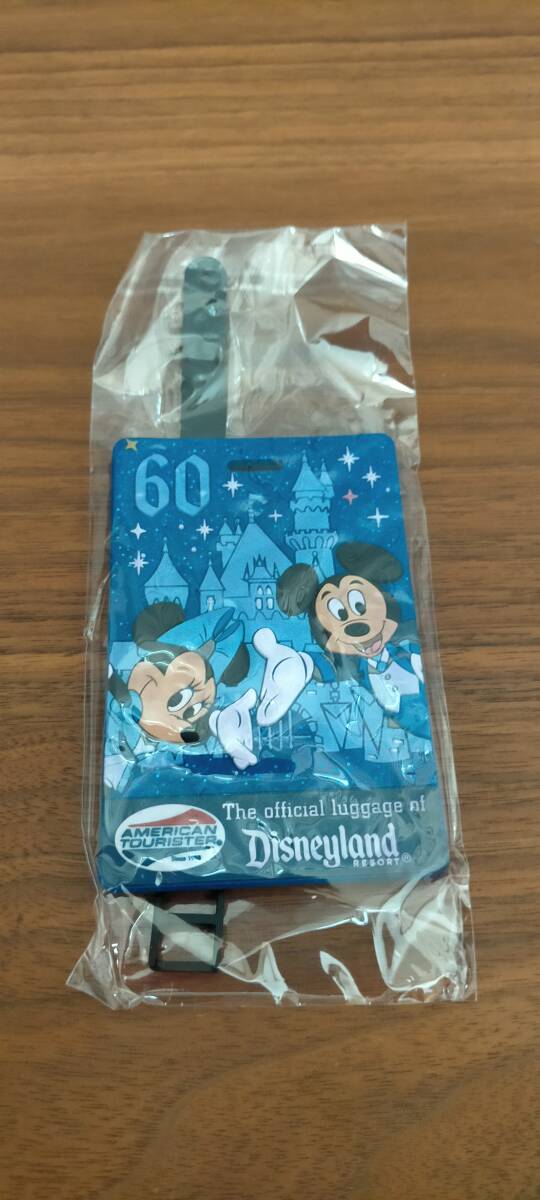 60
AMERICAN
TOURISTER
The official luggage of
Disneyland
RESORT®